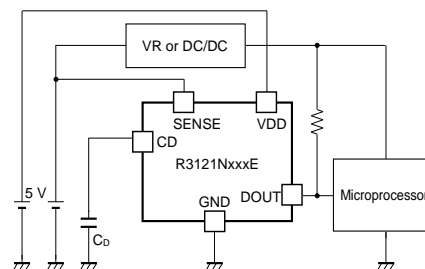 VR or DC/DC
SENSE
VDD
CD
R3121NxxxE
5 V
DOUT
Microprocessor
GND
CD